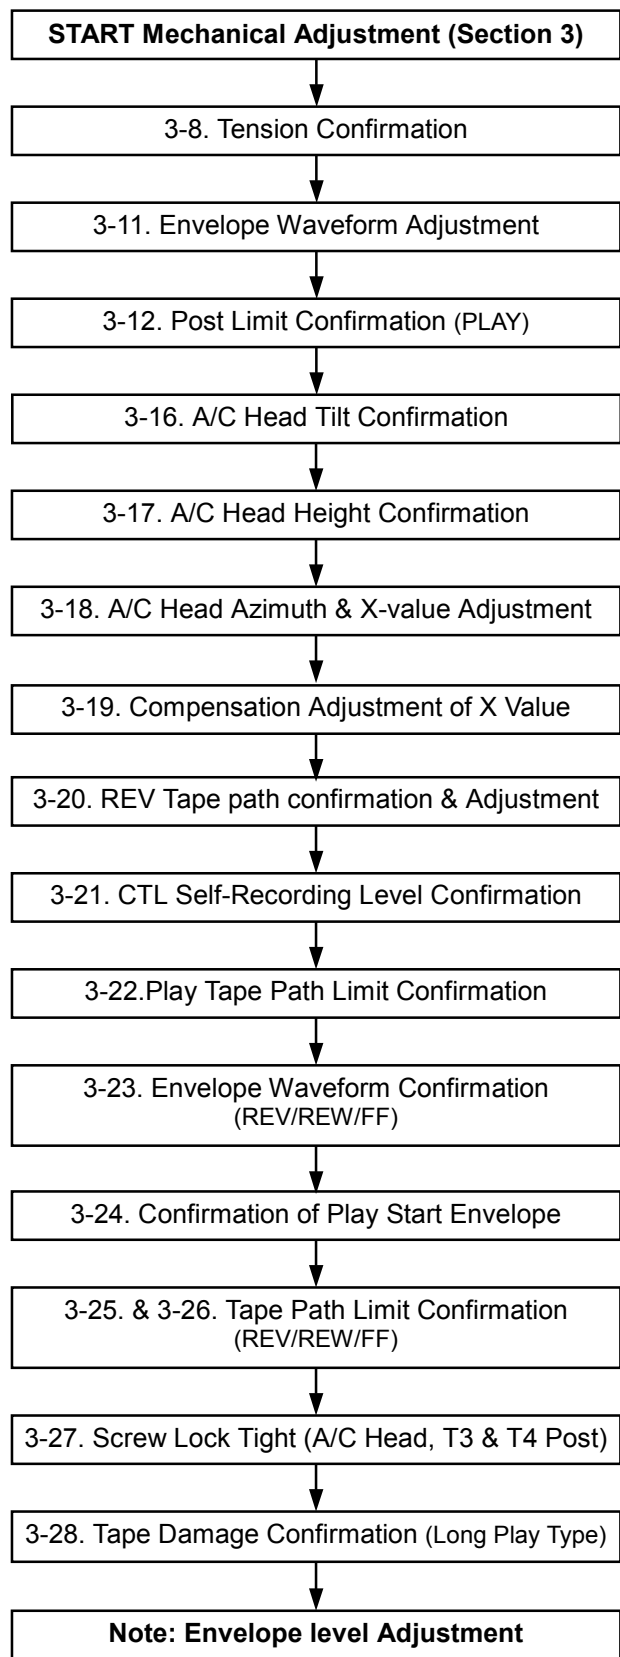 START Mechanical Adjustment (Section 3)
3-8. Tension Confirmation
3-11. Envelope Waveform Adjustment
3-12. Post Limit Confirmation (PLAY)
3-16. A/C Head Tilt Confirmation
3-17. A/C Head Height Confirmation
3-18. A/C Head Azimuth & X-value Adjustment
3-19. Compensation Adjustment of X Value
3-20. REV Tape path confirmation & Adjustment
3-21. CTL Self-Recording Level Confirmation
3-22.Play Tape Path Limit Confirmation
3-23. Envelope Waveform Confirmation
(REV/REW/FF)
3-24. Confirmation of Play Start Envelope
3-25. & 3-26. Tape Path Limit Confirmation
(REV/REW/FF)
3-27. Screw Lock Tight (A/C Head, T3 & T4 Post)
3-28. Tape Damage Confirmation (Long Play Type)
Note: Envelope level Adjustment